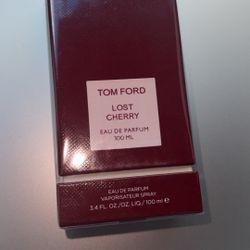 TOM FORD
LOST
CHERRY
EAU DE PARFUM
100 ML
EAU DE PARFUM
VAPORISATEUR SPRAY
3.4 FL. OZ./OZ. LIQ./100 ml ℮